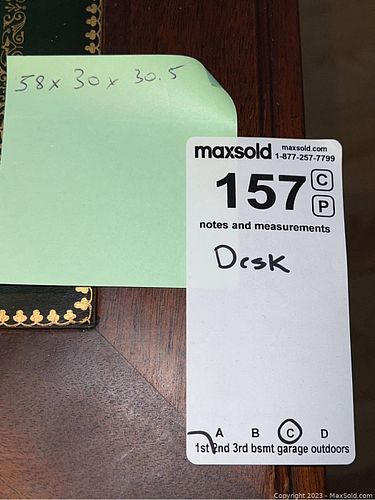 58 x 30 x 30.5
maxsold maxsold.com
1-877-257-7799
157 C
P
notes and measurements
Desk
A B C D
1st 2nd 3rd bsmt garage outdoors
Copyright 2023 - MaxSold.com